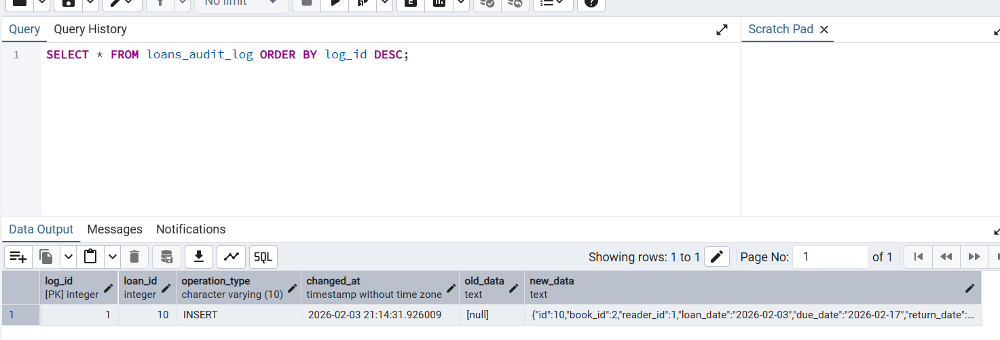 No limit
Query Query History
Scratch Pad
1 SELECT * FROM loans_audit_log ORDER BY log_id DESC;
Data Output Messages Notifications
SQL Showing rows: 1 to 1 Page No: 1 of 1
log_id loan_id operation_type changed_at old_data new_data
[PK] integer integer character varying (10) timestamp without time zone text text
1 1 10 INSERT 2026-02-03 21:14:31.926009 [null] {"id":10,"book_id":2,"reader_id":1,"loan_date":"2026-02-03","due_date":"2026-02-17","return_date":...